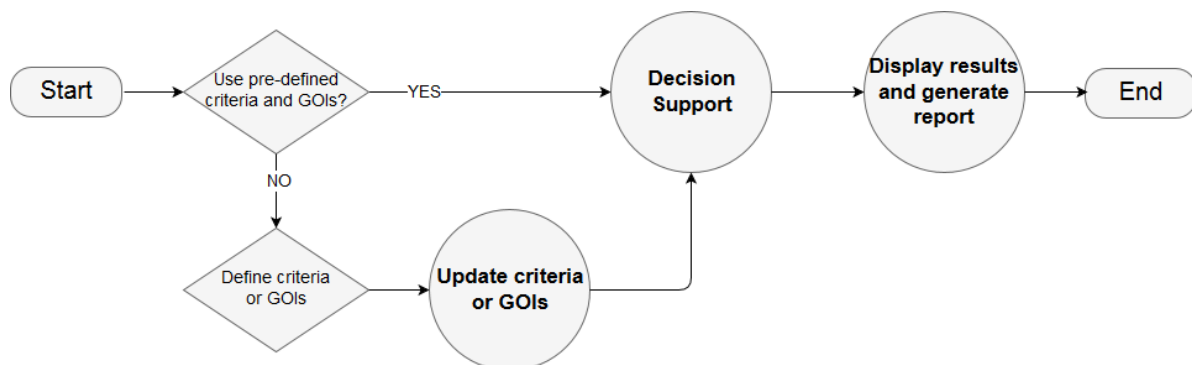 Start
Use pre-defined
criteria and GOIs?
YES
Decision
Support
Display results
and generate
report
End
NO
Define criteria
or GOIs
Update criteria
or GOIs